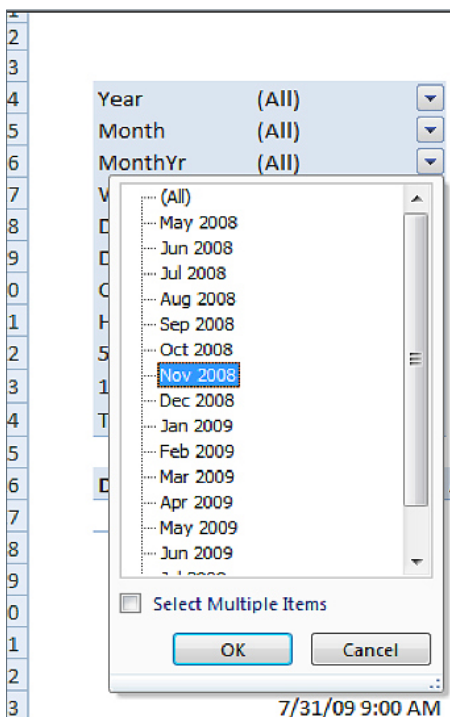 2
3
4 Year (All)
5 Month (All)
6 MonthYr (All)
7
8 D
9 D
0
1 H
2 5
3 1
4 T
5
6 D
7
8
9
0
1
2
3
(All)
May 2008
Jun 2008
Jul 2008
Aug 2008
Sep 2008
Oct 2008
Nov 2008
Dec 2008
Jan 2009
Feb 2009
Mar 2009
Apr 2009
May 2009
Jun 2009
Select Multiple Items
OK Cancel
7/31/09 9:00 AM